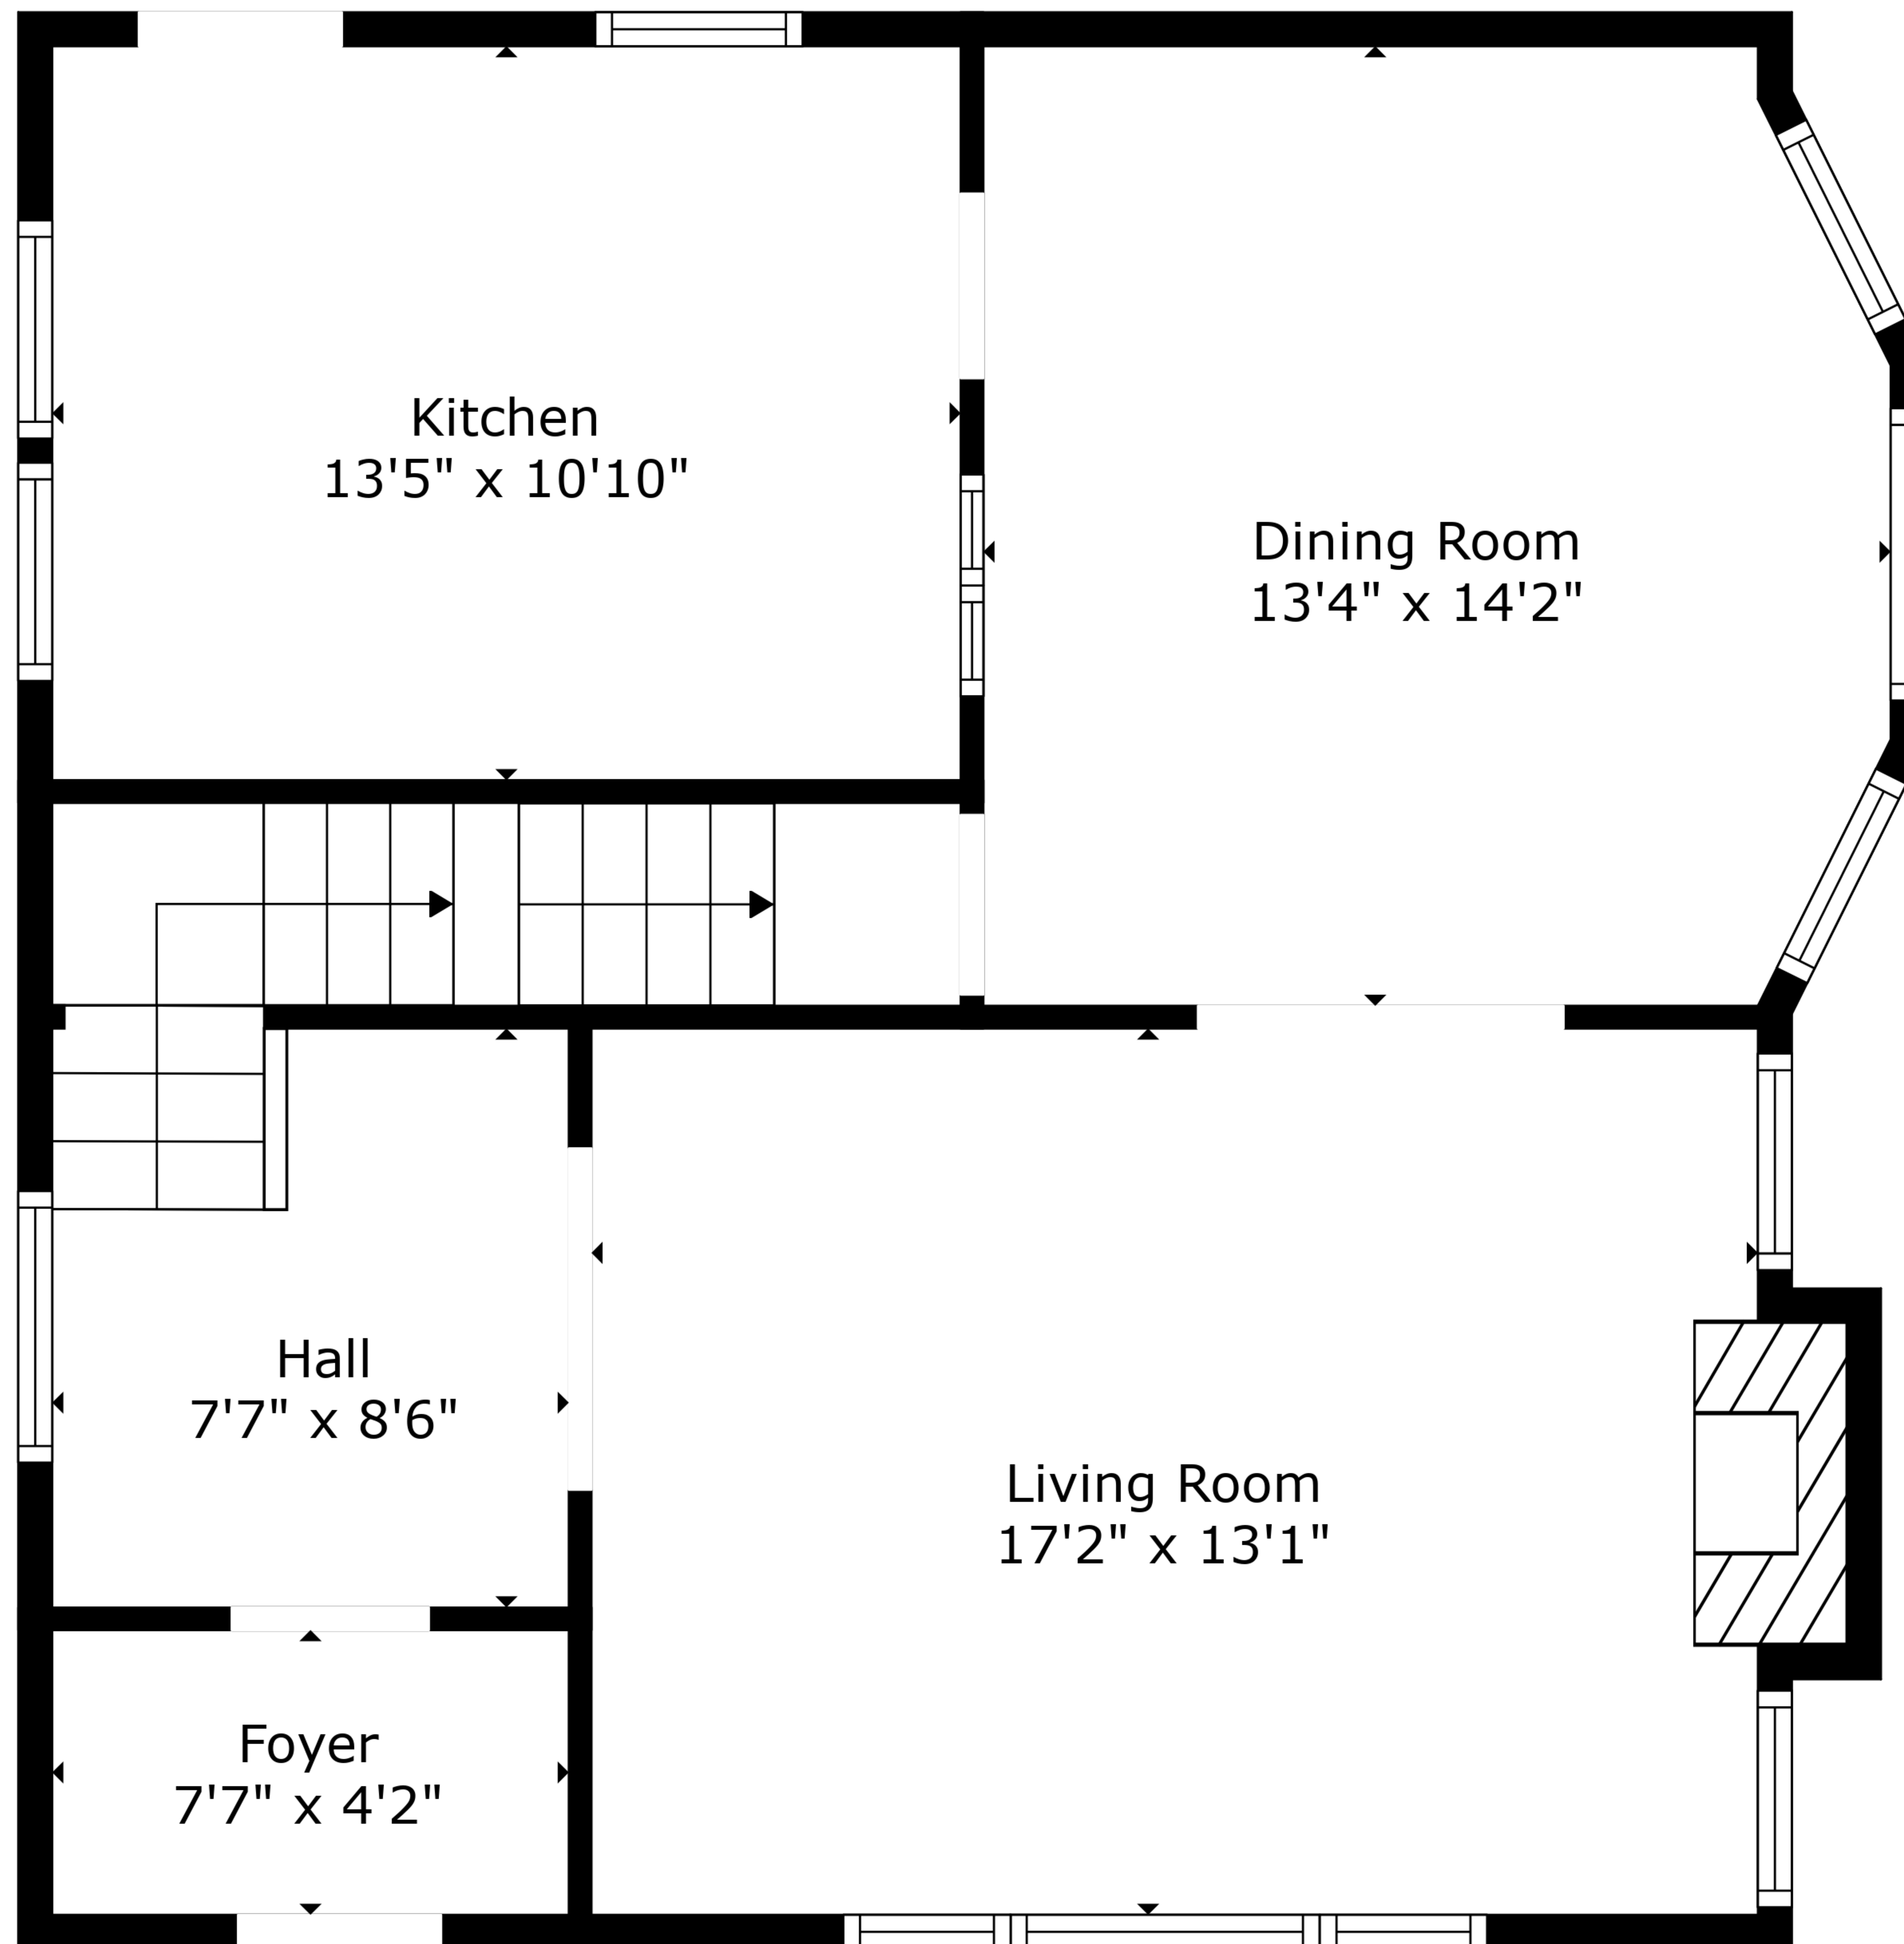 Kitchen
13'5" x 10'10"
Dining Room
13'4" x 14'2"
Hall
7'7" x 8'6"
Living Room
17'2" x 13'1"
Foyer
7'7" x 4'2"